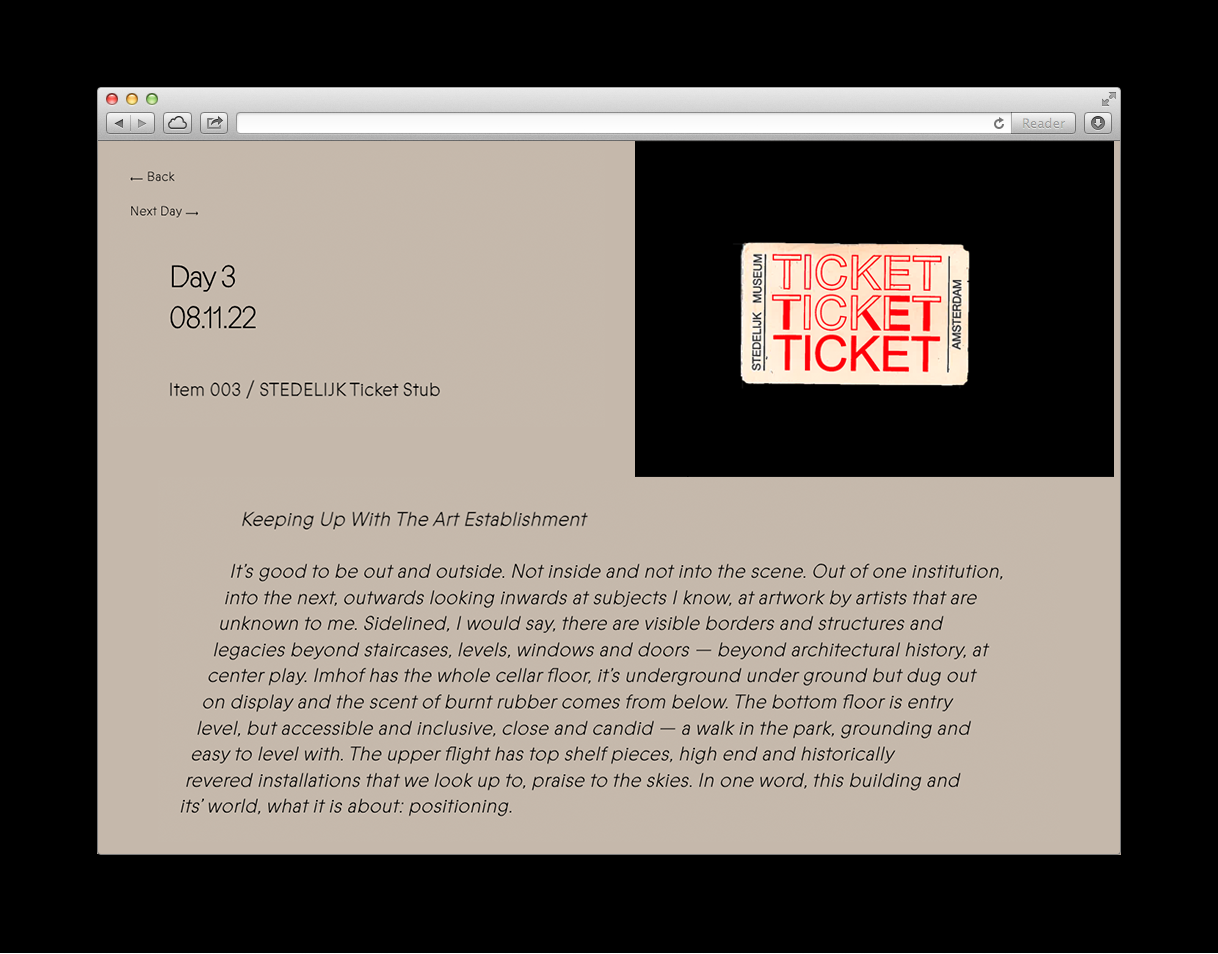 Reader
← Back
Next Day →
Day 3
08.11.22
Item 003 / STEDELIJK Ticket Stub
STEDELIJK MUSEUM
TICKET
TICKET
TICKET
AMSTERDAM
Keeping Up With The Art Establishment
It's good to be out and outside. Not inside and not into the scene. Out of one institution,
into the next, outwards looking inwards at subjects I know, at artwork by artists that are
unknown to me. Sidelined, I would say, there are visible borders and structures and
legacies beyond staircases, levels, windows and doors — beyond architectural history, at
center play. Imhof has the whole cellar floor, it's underground under ground but dug out
on display and the scent of burnt rubber comes from below. The bottom floor is entry
level, but accessible and inclusive, close and candid — a walk in the park, grounding and
easy to level with. The upper flight has top shelf pieces, high end and historically
revered installations that we look up to, praise to the skies. In one word, this building and
its' world, what it is about: positioning.